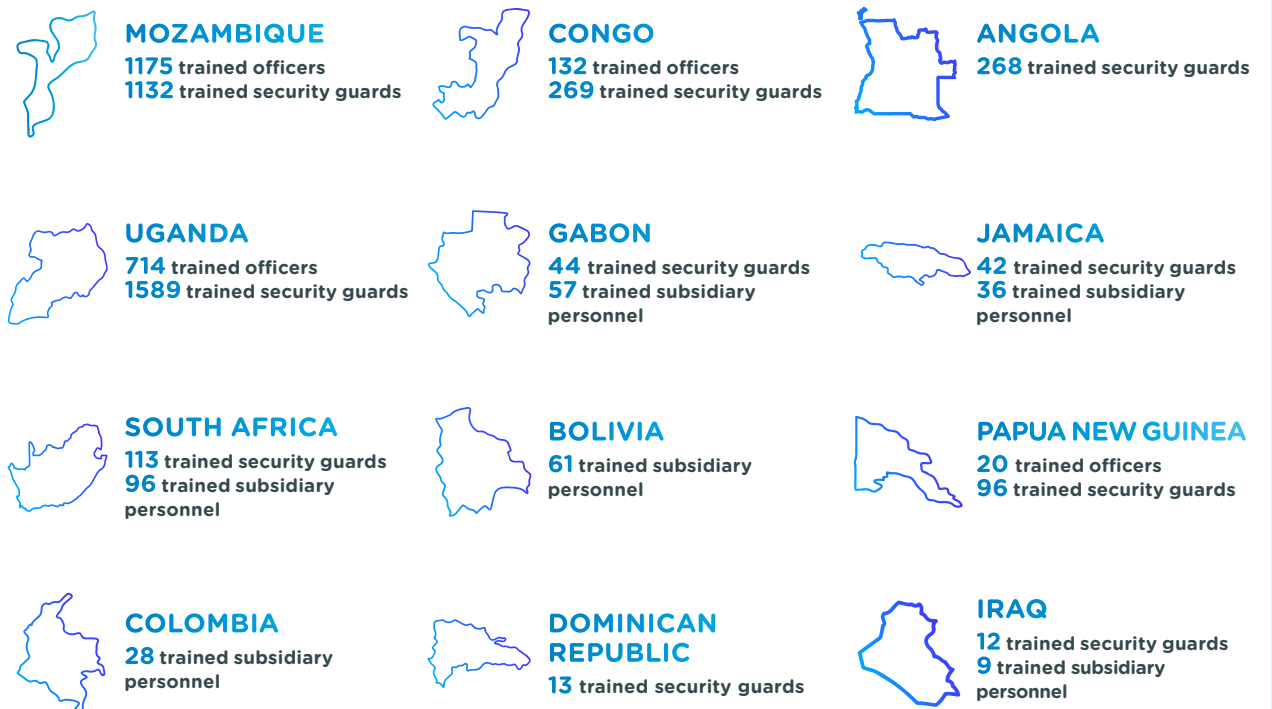 MOZAMBIQUE
1175 trained officers
1132 trained security guards
CONGO
132 trained officers
269 trained security guards
ANGOLA
268 trained security guards
UGANDA
714 trained officers
1589 trained security guards
GABON
44 trained security guards
57 trained subsidiary
personnel
JAMAICA
42 trained security guards
36 trained subsidiary
personnel
SOUTH AFRICA
113 trained security guards
96 trained subsidiary
personnel
BOLIVIA
61 trained subsidiary
personnel
PAPUA NEW GUINEA
20 trained officers
96 trained security guards
COLOMBIA
28 trained subsidiary
personnel
DOMINICAN
REPUBLIC
13 trained security guards
IRAQ
12 trained security guards
9 trained subsidiary
personnel